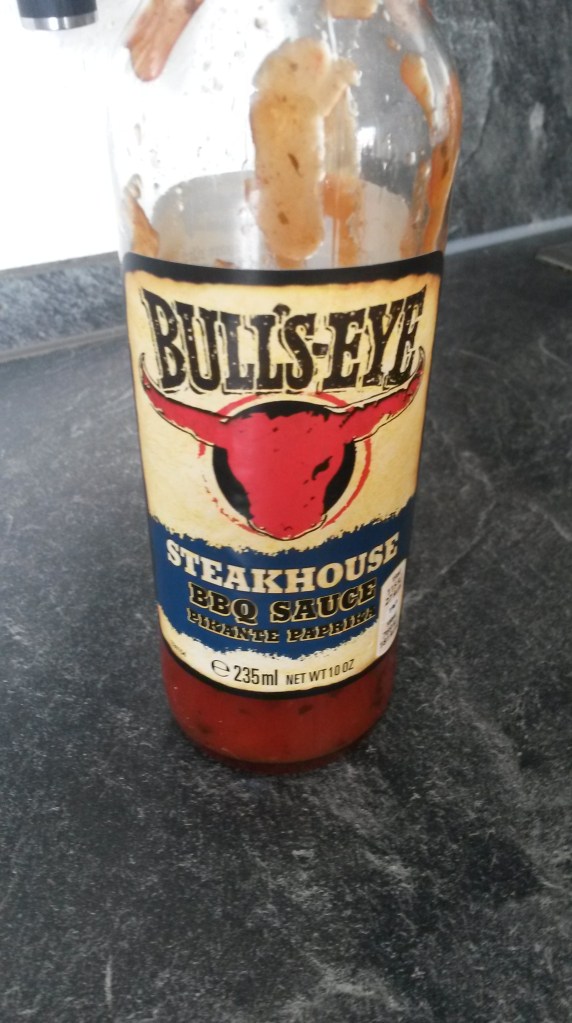 BULL'S-EYE
STEAKHOUSE
BBQ SAUCE
PIKANTE PAPRIKA
e 235ml NET WT 10 OZ